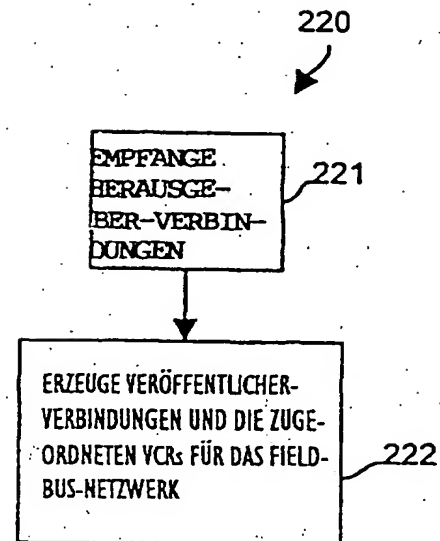 220
EMPFANGE
HERAUSGE-
BER-VERBIN-
DUNGEN
221
ERZEUGE VERÖFFENTLICHER-
VERBINDUNGEN UND DIE ZUGE-
ORDNETEN VCRs FÜR DAS FIELD-
BUS-NETZWERK
222